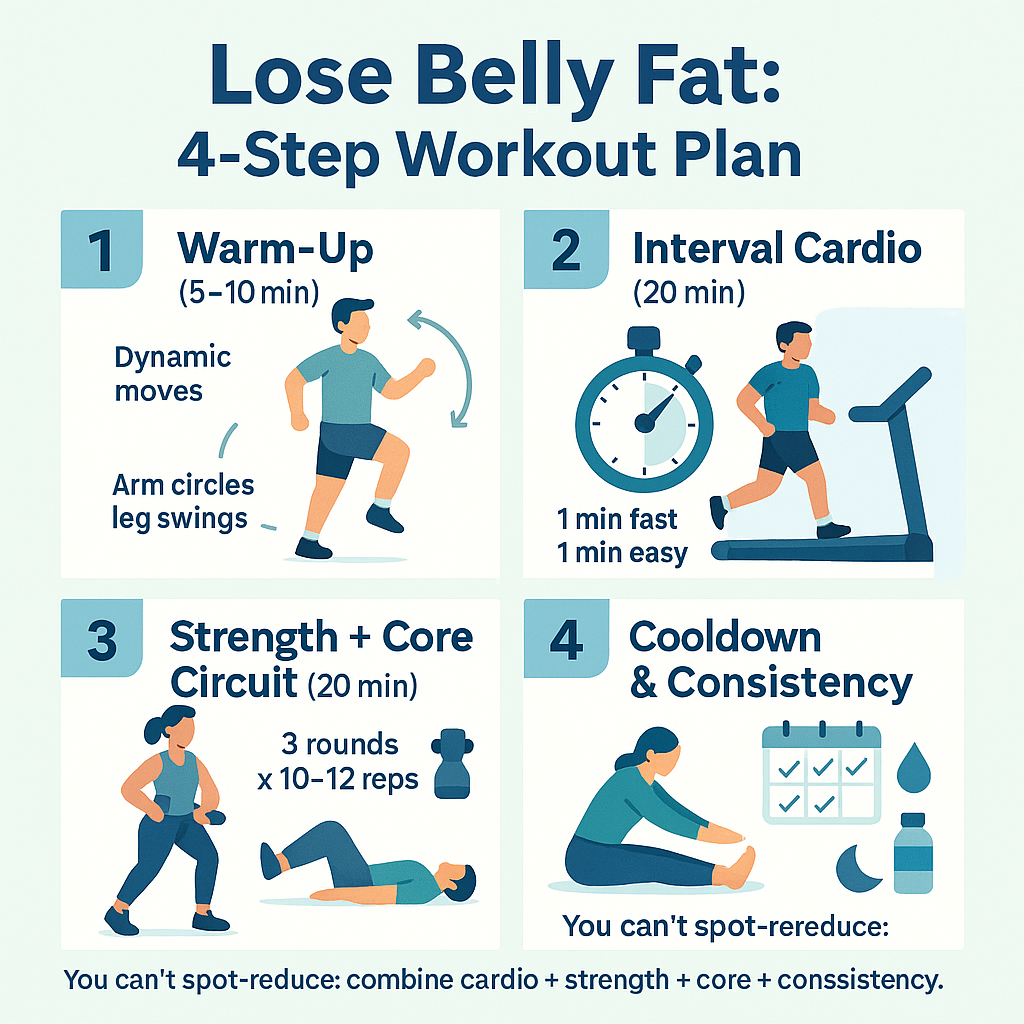 Lose Belly Fat:
4-Step Workout Plan
1
Warm-Up
(5–10 min)
Dynamic
moves
Arm circles
leg swings
2
Interval Cardio
(20 min)
1 min fast
1 min easy
3
Strength + Core
Circuit (20 min)
3 rounds
x 10–12 reps
4
Cooldown
& Consistency
You can't spot-rereduce:
You can't spot-reduce: combine cardio + strength + core + conssistency.